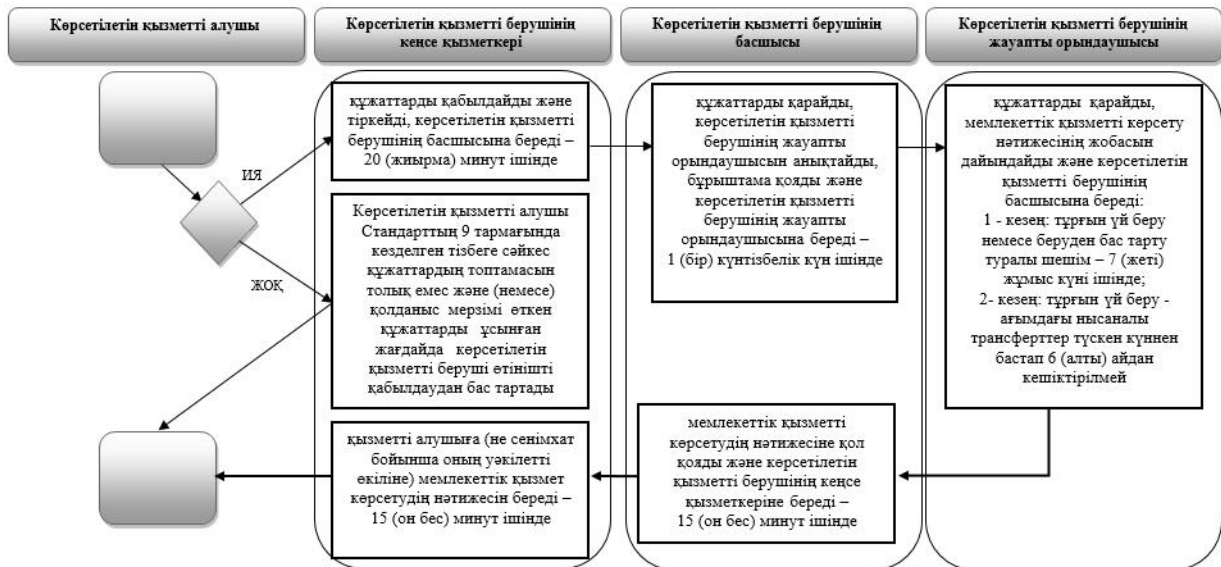 Көрсетілетін қызметті алушы
Көрсетілетін қызметті берушінің
кеңсе қызметкері
Көрсетілетін қызметті берушінің
басшысы
Көрсетілетін қызметті берушінің
жауапты орындаушысы
ИЯ
ЖОҚ
құжаттарды қабылдайды және
тіркейді, көрсетілетін қызметті
берушінің басшысына береді –
20 (жиырма) минут ішінде
Көрсетілетін қызметті алушы
Стандарттың 9 тармағында
көзделген тізбеге сәйкес
құжаттардың топтамасын
толық емес және (немесе)
қолданыс мерзімі өткен
құжаттарды ұсынған
жағдайда көрсетілетін
қызметті беруші өтінішті
қабылдаудан бас тартады
құжаттарды қарайды,
көрсетілетін қызметті
берушінің жауапты
орындаушысын анықтайды,
бұрыштама қояды және
көрсетілетін қызметті
берушінің жауапты
орындаушысына береді –
1 (бір) күнтізбелік күн ішінде
құжаттарды қарайды,
мемлекеттік қызметті көрсету
нәтижесінің жобасын
дайындайды және көрсетілетін
қызметті берушінің
басшысына береді:
1 - кезең: тұрғын үй беру
немесе беруден бас тарту
туралы шешім – 7 (жеті)
жұмыс күні ішінде;
2- кезең: тұрғын үй беру -
ағымдағы нысаналы
трансферттер түскен күннен
бастап 6 (алты) айдан
кешіктірілмей
қызметті алушыға (не сенімхат
бойынша оның уәкілетті
өкіліне) мемлекеттік қызмет
көрсетудің нәтижесін береді –
15 (он бес) минут ішінде
мемлекеттік қызметті
көрсетудің нәтижесіне қол
қояды және көрсетілетін
қызметті берушінің кеңсе
қызметкеріне береді –
15 (он бес) минут ішінде